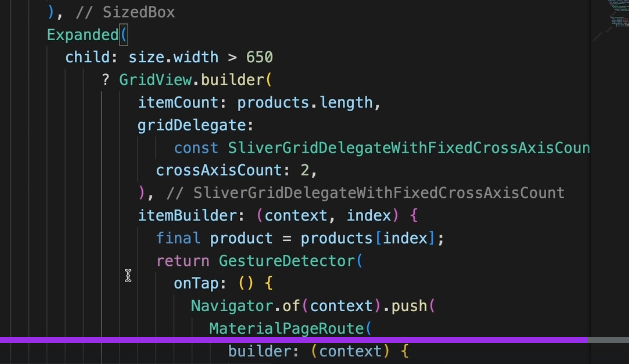 ), // SizedBox
Expanded(
child: size.width > 650
? GridView.builder(
itemCount: products.length,
gridDelegate:
const SliverGridDelegateWithFixedCrossAxisCoun
crossAxisCount: 2,
), // SliverGridDelegateWithFixedCrossAxisCount
itemBuilder: (context, index) {
final product = products[index];
return GestureDetector(
onTap: () {
Navigator.of(context).push(
MaterialPageRoute(
builder: (context) {